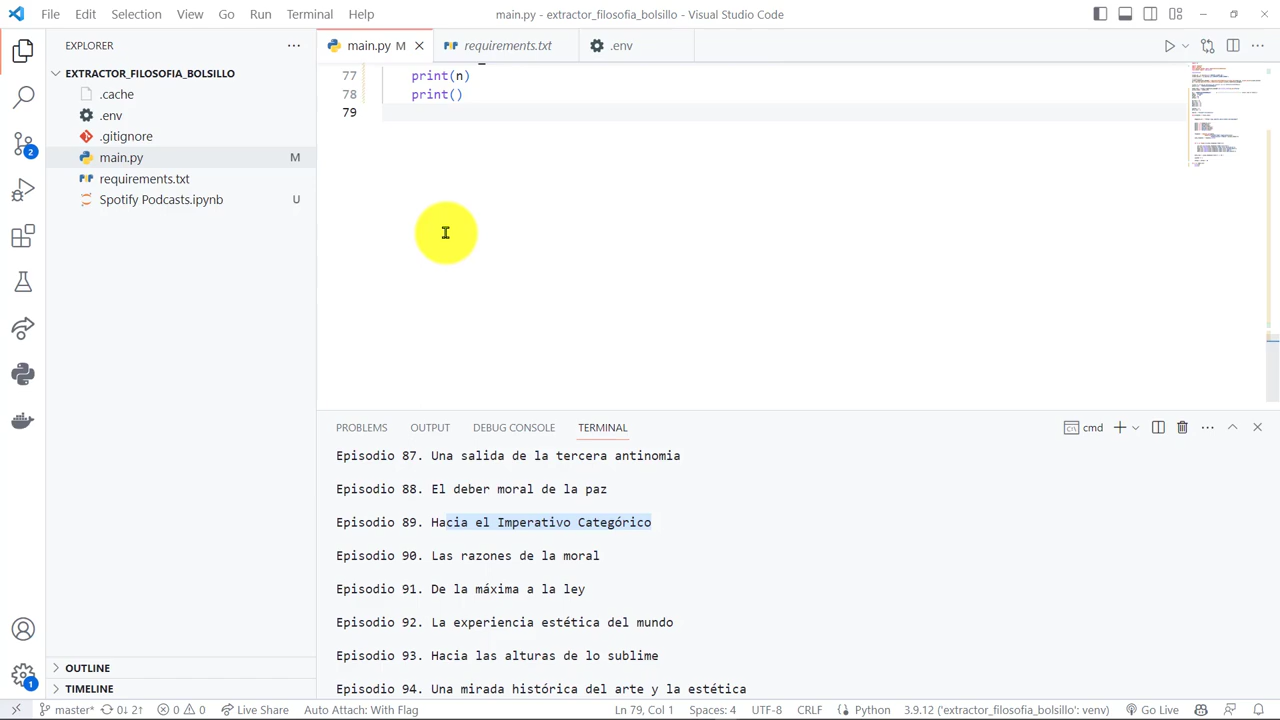 File Edit Selection View Go Run Terminal Help main.py - extractor_filosofia_bolsillo - Visual Studio Code
EXPLORER
main.py M
requirements.txt
.env
EXTRACTOR_FILOSOFIA_BOLSILLO
.cache
.env
.gitignore
main.py M
requirements.txt
Spotify Podcasts.ipynb U
77 print(n)
78 print()
79
2
PROBLEMS OUTPUT DEBUG CONSOLE TERMINAL
cmd
Episodio 87. Una salida de la tercera antinomia
Episodio 88. El deber moral de la paz
Episodio 89. Hacia el Imperativo Categórico
Episodio 90. Las razones de la moral
Episodio 91. De la máxima a la ley
Episodio 92. La experiencia estética del mundo
Episodio 93. Hacia las alturas de lo sublime
Episodio 94. Una mirada histórica del arte y la estética
OUTLINE
TIMELINE
1
master* 0↓ 2↑ 0 0 Live Share Auto Attach: With Flag Ln 79, Col 1 Spaces: 4 UTF-8 CRLF Python 3.9.12 ('extractor_filosofia_bolsillo': venv) Go Live